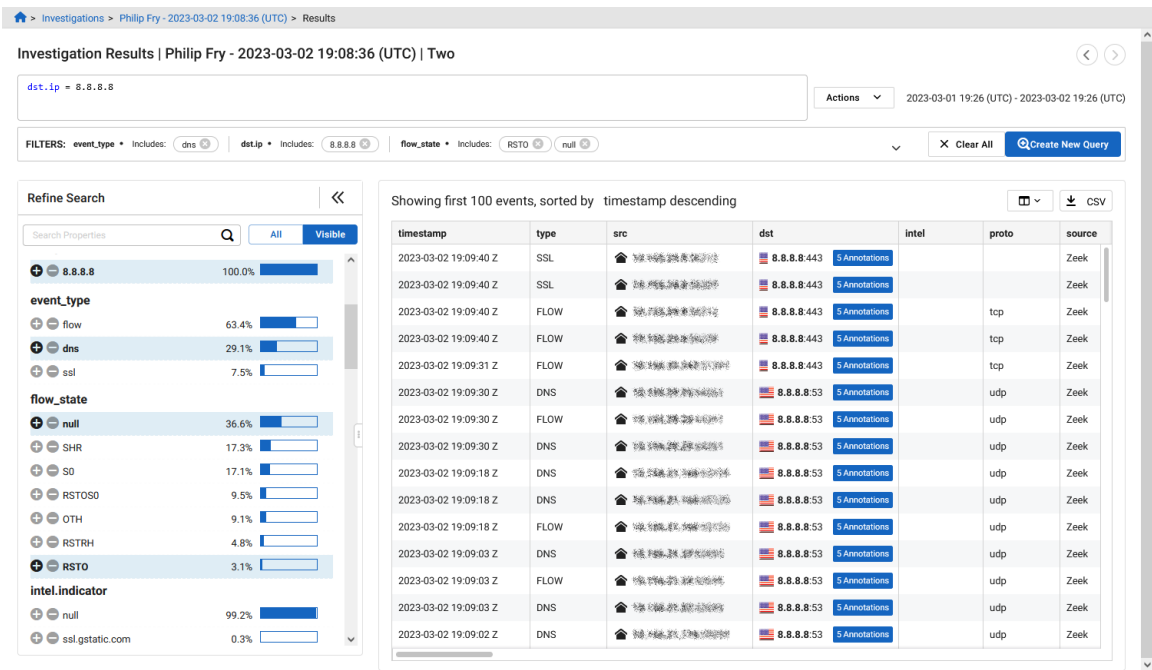 > Investigations > Philip Fry - 2023-03-02 19:08:36 (UTC) > Results
Investigation Results | Philip Fry - 2023-03-02 19:08:36 (UTC) | Two
dst.ip = 8.8.8.8
Actions
2023-03-01 19:26 (UTC) - 2023-03-02 19:26 (UTC)
FILTERS: event_type • Includes: dns dst.ip • Includes: 8.8.8.8 flow_state • Includes: RSTO null
Clear All
Create New Query
Refine Search
Search Properties
All Visible
8.8.8.8 100.0%
event_type
flow 63.4%
dns 29.1%
ssl 7.5%
flow_state
null 36.6%
SHR 17.3%
S0 17.1%
RSTOS0 9.5%
OTH 9.1%
RSTRH 4.8%
RSTO 3.1%
intel.indicator
null 99.2%
ssl.gstatic.com 0.3%
Showing first 100 events, sorted by timestamp descending
CSV
timestamp type src dst intel proto source
2023-03-02 19:09:40 Z SSL 8.8.8.8:443 5 Annotations Zeek
2023-03-02 19:09:40 Z SSL 8.8.8.8:443 5 Annotations Zeek
2023-03-02 19:09:40 Z FLOW 8.8.8.8:443 5 Annotations tcp Zeek
2023-03-02 19:09:40 Z FLOW 8.8.8.8:443 5 Annotations tcp Zeek
2023-03-02 19:09:31 Z FLOW 8.8.8.8:443 5 Annotations tcp Zeek
2023-03-02 19:09:30 Z DNS 8.8.8.8:53 5 Annotations udp Zeek
2023-03-02 19:09:30 Z FLOW 8.8.8.8:53 5 Annotations udp Zeek
2023-03-02 19:09:30 Z DNS 8.8.8.8:53 5 Annotations udp Zeek
2023-03-02 19:09:18 Z DNS 8.8.8.8:53 5 Annotations udp Zeek
2023-03-02 19:09:18 Z DNS 8.8.8.8:53 5 Annotations udp Zeek
2023-03-02 19:09:18 Z FLOW 8.8.8.8:53 5 Annotations udp Zeek
2023-03-02 19:09:03 Z DNS 8.8.8.8:53 5 Annotations udp Zeek
2023-03-02 19:09:03 Z FLOW 8.8.8.8:53 5 Annotations udp Zeek
2023-03-02 19:09:03 Z DNS 8.8.8.8:53 5 Annotations udp Zeek
2023-03-02 19:09:02 Z DNS 8.8.8.8:53 5 Annotations udp Zeek